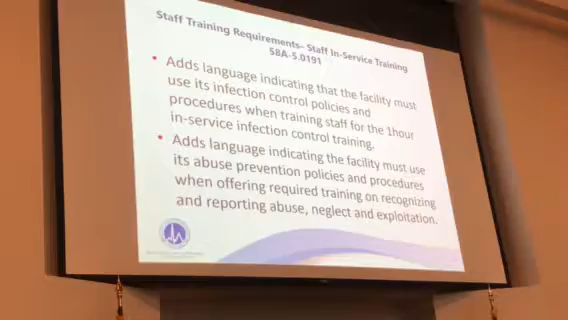 Staff Training Requirements– Staff In-Service Training
58A-5.0191
• Adds language indicating that the facility must
use its infection control policies and
procedures when training staff for the 1hour
in-service infection control training.
• Adds language indicating the facility must use
its abuse prevention policies and procedures
when offering required training on recognizing
and reporting abuse, neglect and exploitation.